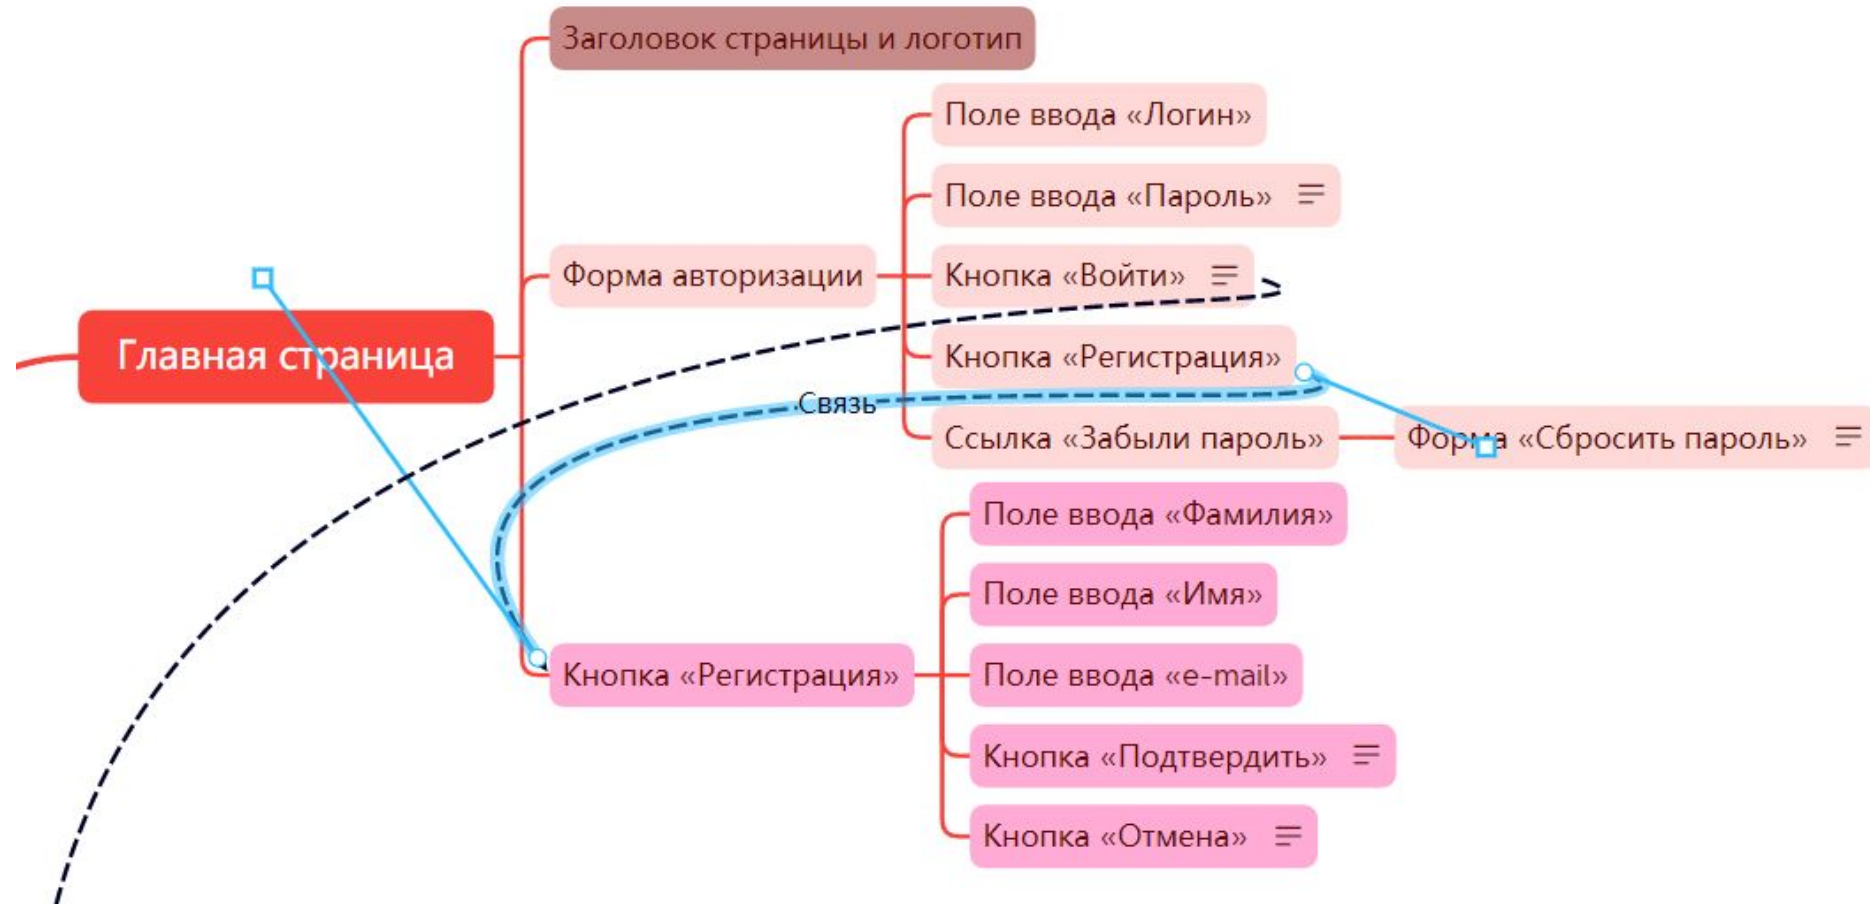 Заголовок страницы и логотип
Поле ввода «Логин»
Поле ввода «Пароль»
Форма авторизации
Кнопка «Войти»
Главная страница
Кнопка «Регистрация»
Связь
Ссылка «Забыли пароль»
Форма «Сбросить пароль»
Поле ввода «Фамилия»
Поле ввода «Имя»
Кнопка «Регистрация»
Поле ввода «e-mail»
Кнопка «Подтвердить»
Кнопка «Отмена»